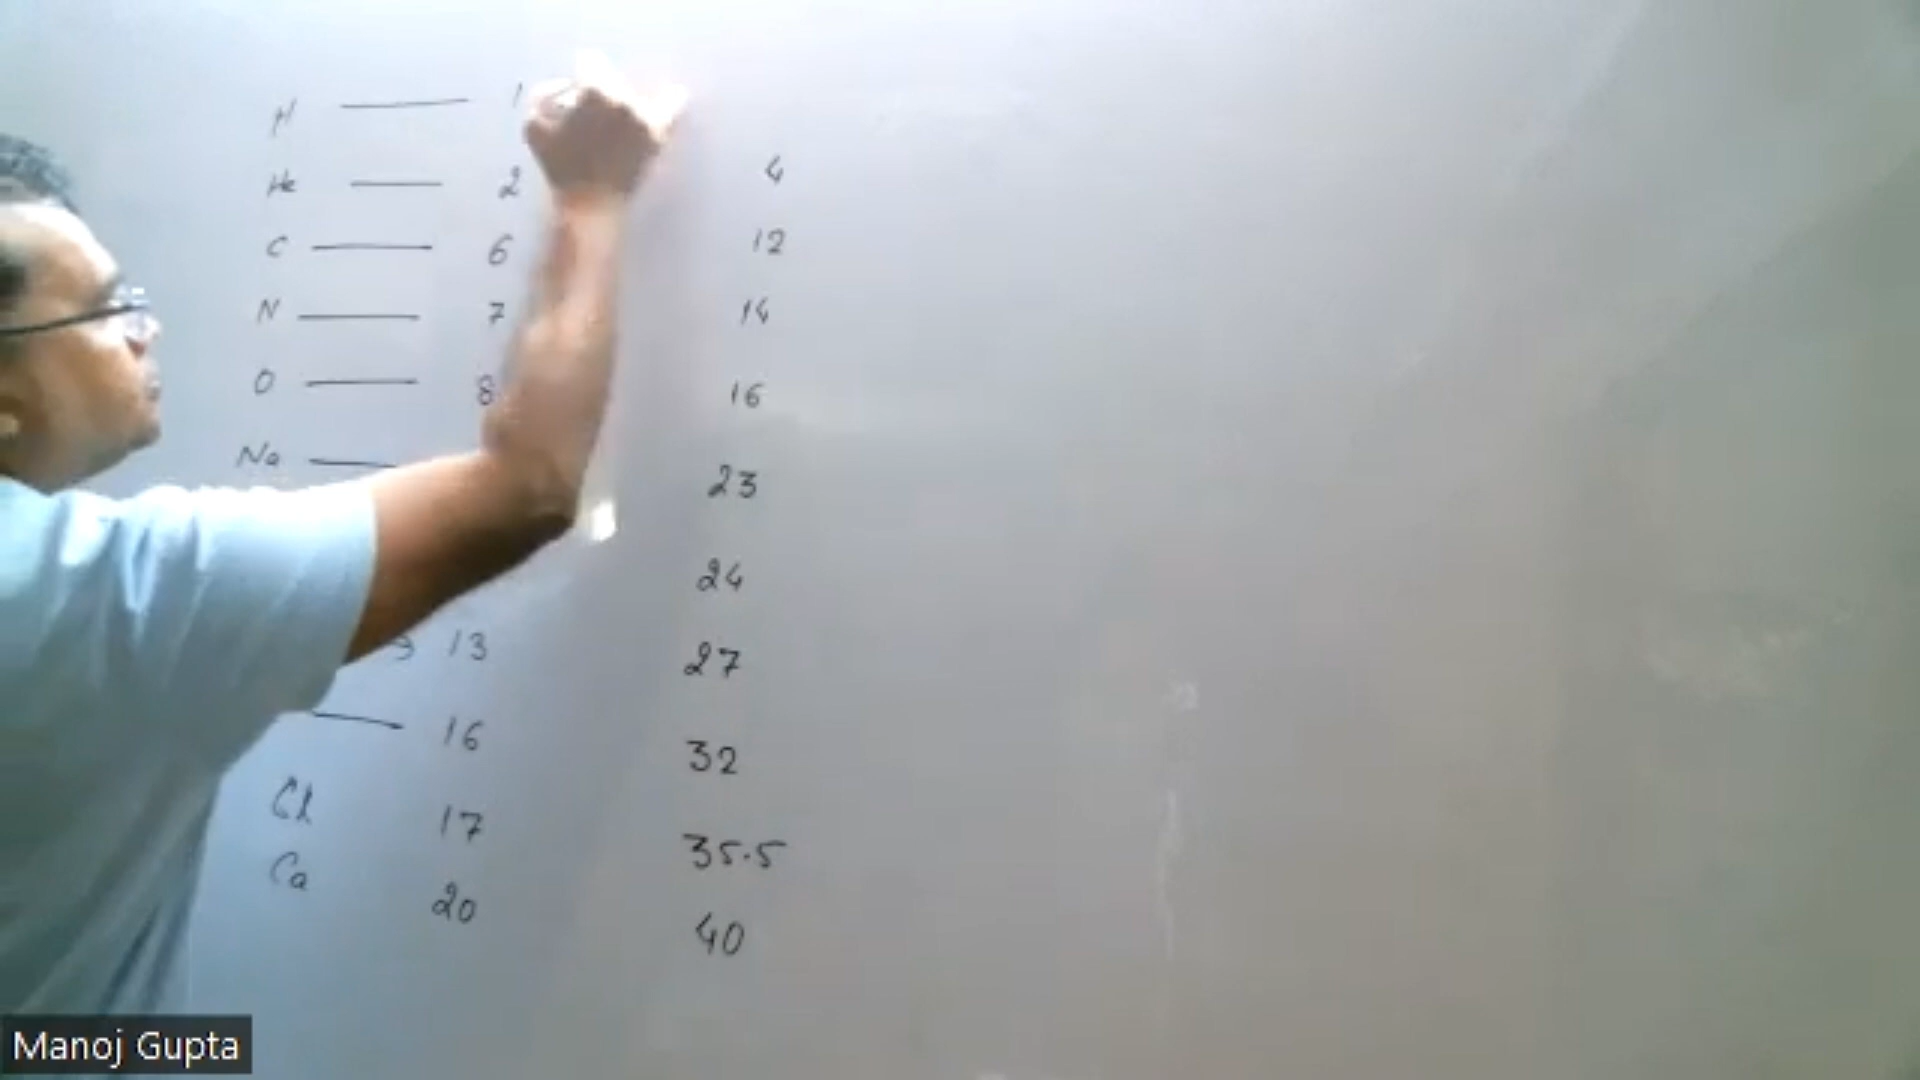 H — 1
He — 2 4
C — 6 12
N — 7 14
O — 8 16
Na — 23
24
13 27
— 16 32
Cl 17 35.5
Ca 20 40
Manoj Gupta